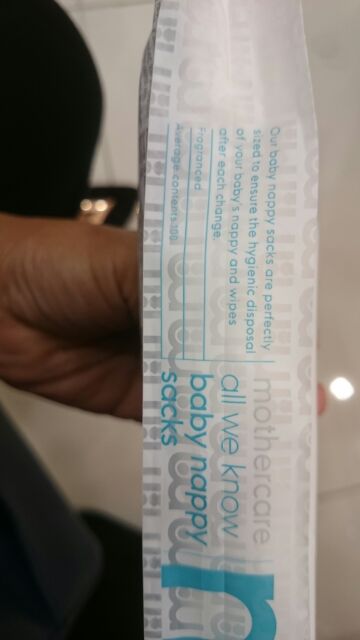 Our baby nappy sacks are perfectly
sized to ensure the hygienic disposal
of your baby's nappy and wipes
after each change.
Fragranced
Average contents 100
mothercare
all we know
baby nappy
sacks